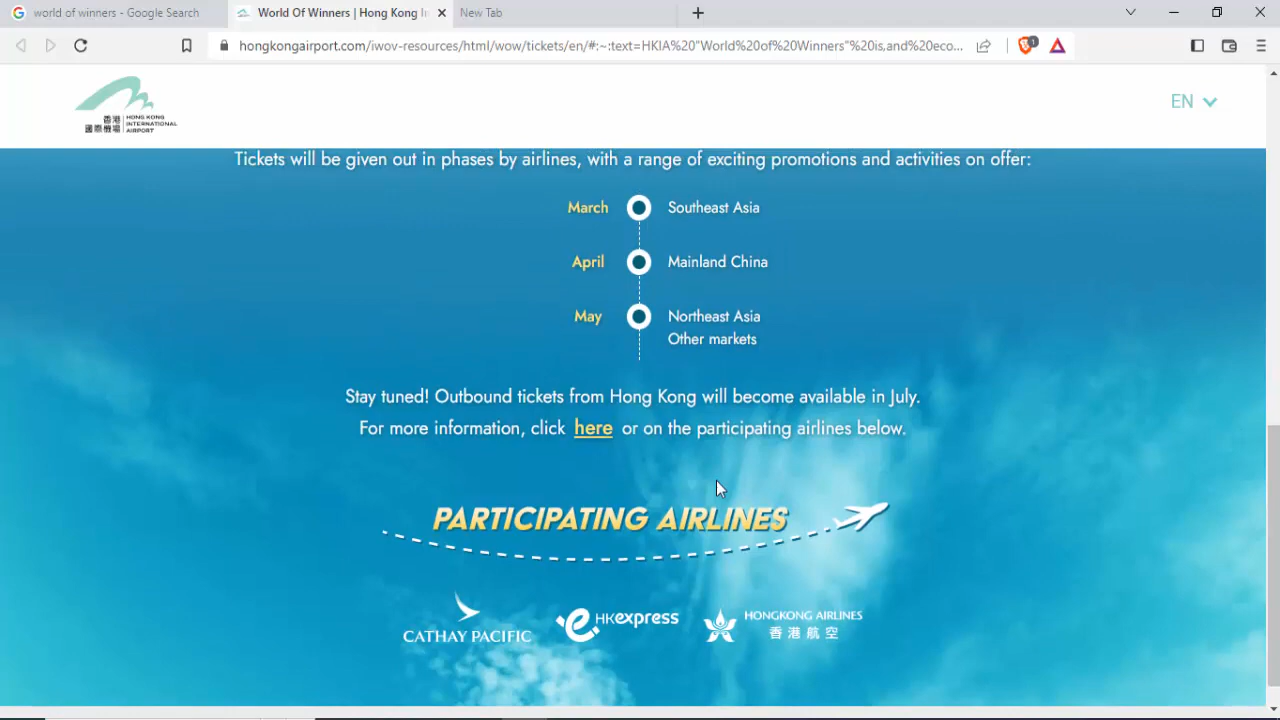 world of winners - Google Search
World Of Winners | Hong Kong In
New Tab
hongkongairport.com/iwov-resources/html/wow/tickets/en/#:~:text=HKIA%20"World%20of%20Winners"%20is,and%20eco...
1
香港
國際機場
HONG KONG
INTERNATIONAL
AIRPORT
EN
Tickets will be given out in phases by airlines, with a range of exciting promotions and activities on offer:
March Southeast Asia
April Mainland China
May Northeast Asia
Other markets
Stay tuned! Outbound tickets from Hong Kong will become available in July.
For more information, click here or on the participating airlines below.
PARTICIPATING AIRLINES
CATHAY PACIFIC
HKexpress
HONGKONG AIRLINES
香港航空